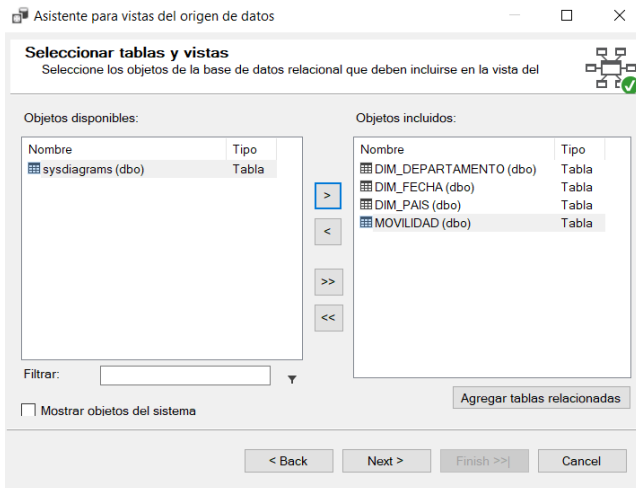 Asistente para vistas del origen de datos
Seleccionar tablas y vistas
Seleccione los objetos de la base de datos relacional que deben incluirse en la vista del
Objetos disponibles:
Nombre Tipo
sysdiagrams (dbo) Tabla
>
<
>>
<<
Objetos incluidos:
Nombre Tipo
DIM_DEPARTAMENTO (dbo) Tabla
DIM_FECHA (dbo) Tabla
DIM_PAIS (dbo) Tabla
MOVILIDAD (dbo) Tabla
Filtrar:
Mostrar objetos del sistema
Agregar tablas relacionadas
< Back Next > Finish >>| Cancel